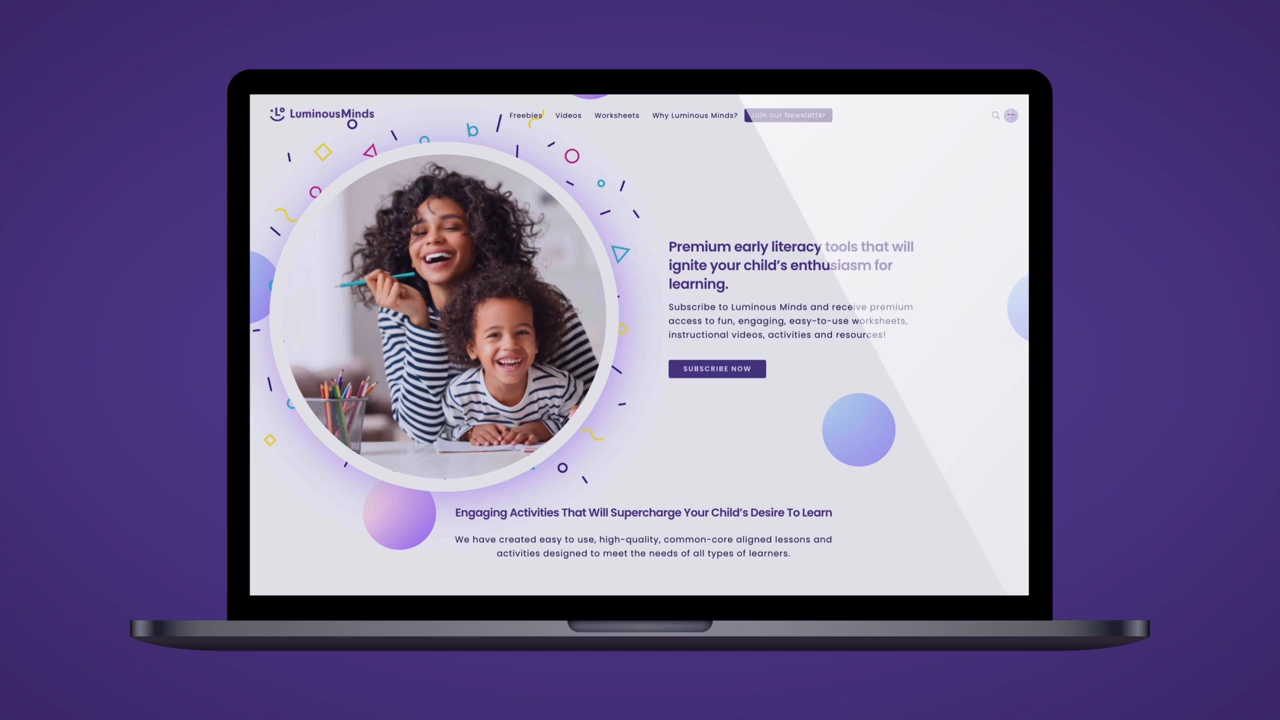 LuminousMinds
Freebies Videos Worksheets Why Luminous Minds? Join our Newsletter
b
Premium early literacy tools that will
ignite your child's enthusiasm for
learning.
Subscribe to Luminous Minds and receive premium
access to fun, engaging, easy-to-use worksheets,
instructional videos, activities and resources!
SUBSCRIBE NOW
Engaging Activities That Will Supercharge Your Child's Desire To Learn
We have created easy to use, high-quality, common-core aligned lessons and
activities designed to meet the needs of all types of learners.